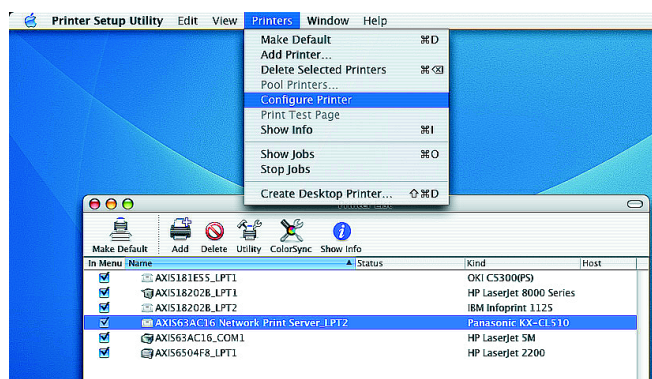 Printer Setup Utility Edit View Printers Window Help
Make Default ⌘D
Add Printer...
Delete Selected Printers ⌘⌫
Pool Printers...
Configure Printer
Print Test Page
Show Info ⌘I
Show Jobs ⌘O
Stop Jobs
Create Desktop Printer... ⇧⌘D
Printer List
Make Default Add Delete Utility ColorSync Show Info
In Menu Name Status Kind Host
AXIS181E55_LPT1 OKI C5300(PS)
AXIS18202B_LPT1 HP LaserJet 8000 Series
AXIS18202B_LPT2 IBM Infoprint 1125
AXIS63AC16 Network Print Server_LPT2 Panasonic KX-CL510
AXIS63AC16_COM1 HP LaserJet 5M
AXIS6504F8_LPT1 HP LaserJet 2200